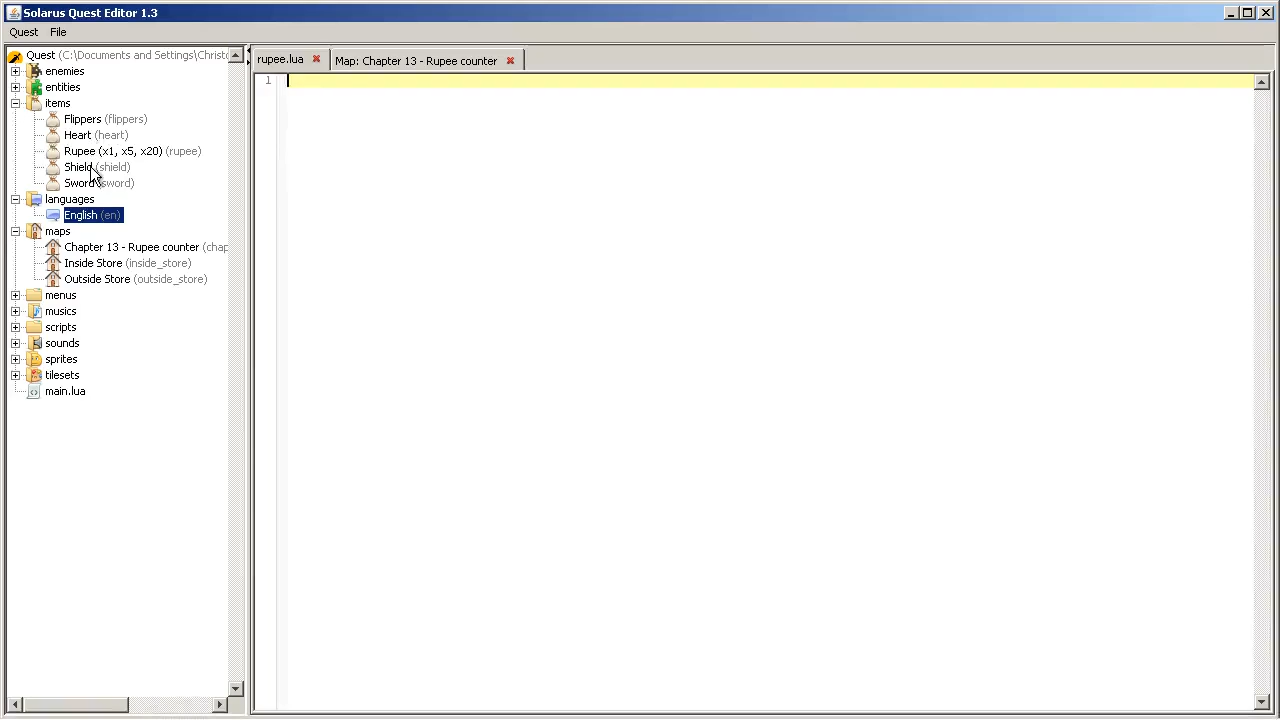 Solarus Quest Editor 1.3
Quest File
Quest (C:\Documents and Settings\Christo
enemies
entities
items
Flippers (flippers)
Heart (heart)
Rupee (x1, x5, x20) (rupee)
Shield (shield)
Sword (sword)
languages
English (en)
maps
Chapter 13 - Rupee counter (chap
Inside Store (inside_store)
Outside Store (outside_store)
menus
musics
scripts
sounds
sprites
tilesets
main.lua
rupee.lua Map: Chapter 13 - Rupee counter
1